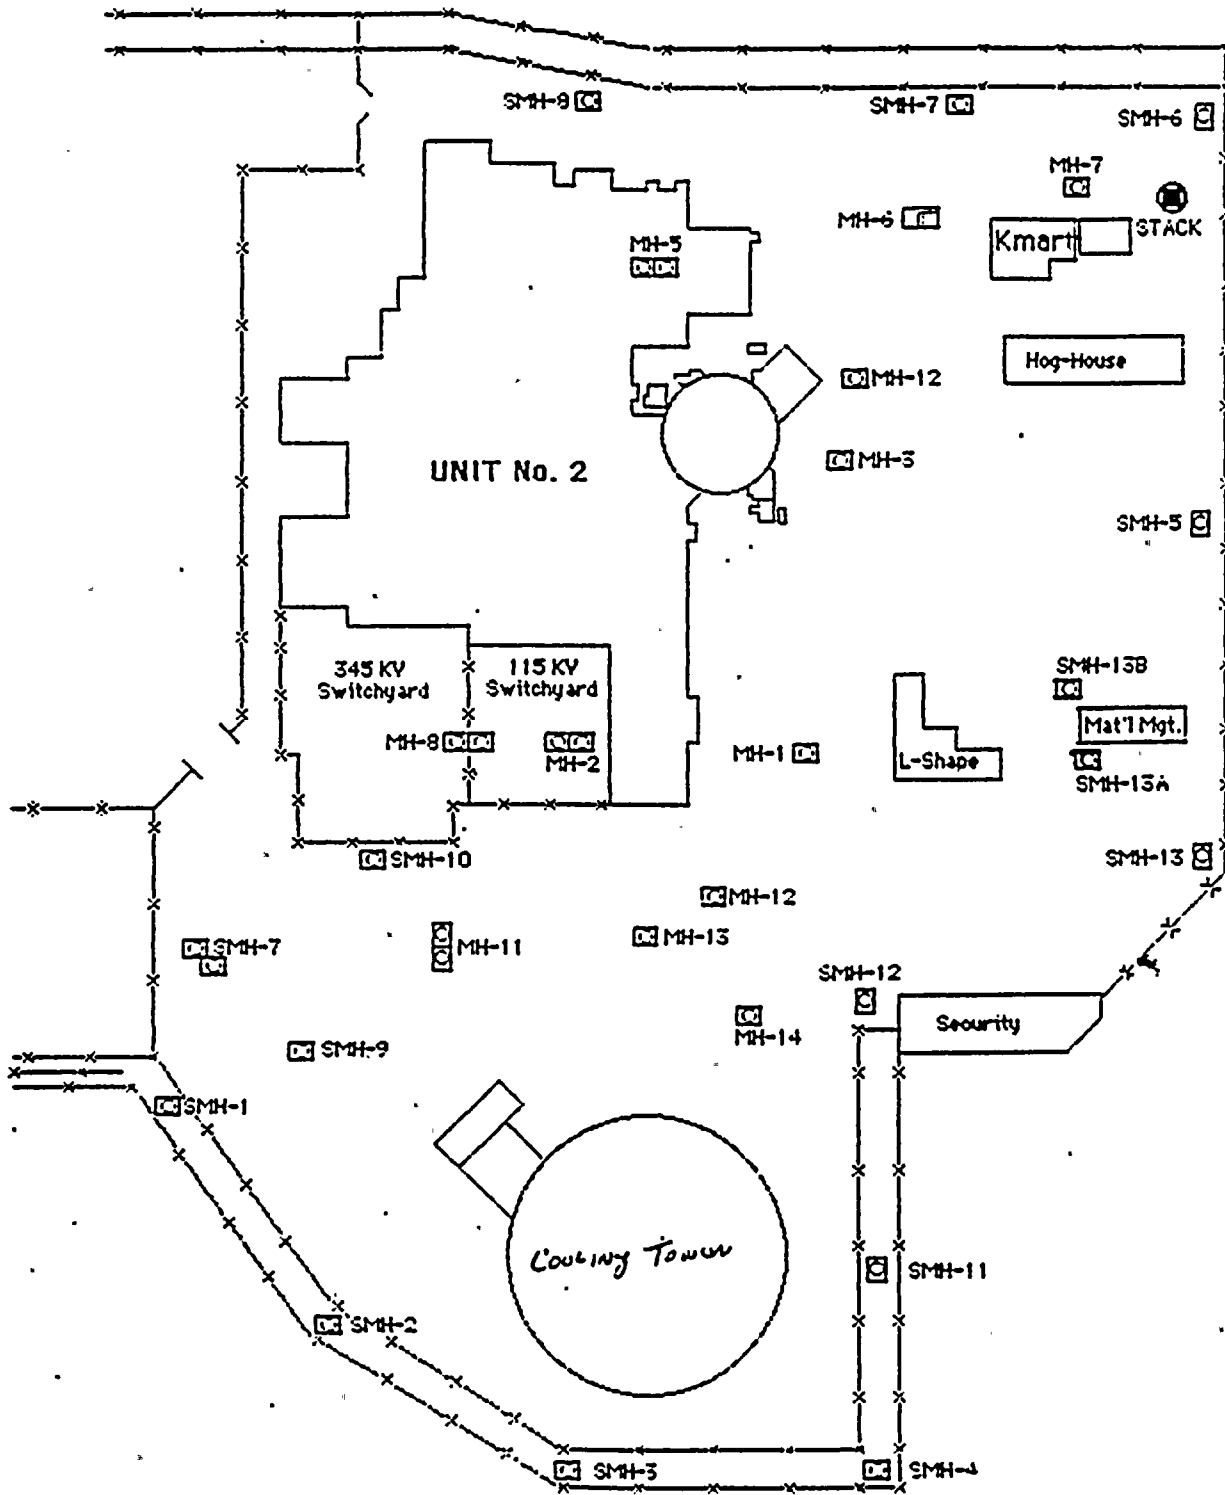 SMH-8
SMH-7
SMH-6
MH-7
STACK
MH-6
Kmart
MH-5
Hog-House
MH-12
MH-3
UNIT No. 2
SMH-5
345 KV
Switchyard
115 KV
Switchyard
SMH-13B
Mat'l Mgt.
MH-8
MH-2
MH-1
L-Shape
SMH-13A
SMH-10
SMH-13
MH-12
SMH-7
MH-11
MH-13
SMH-12
MH-14
Security
SMH-9
SMH-1
Cooling Tower
SMH-11
SMH-2
SMH-3
SMH-4